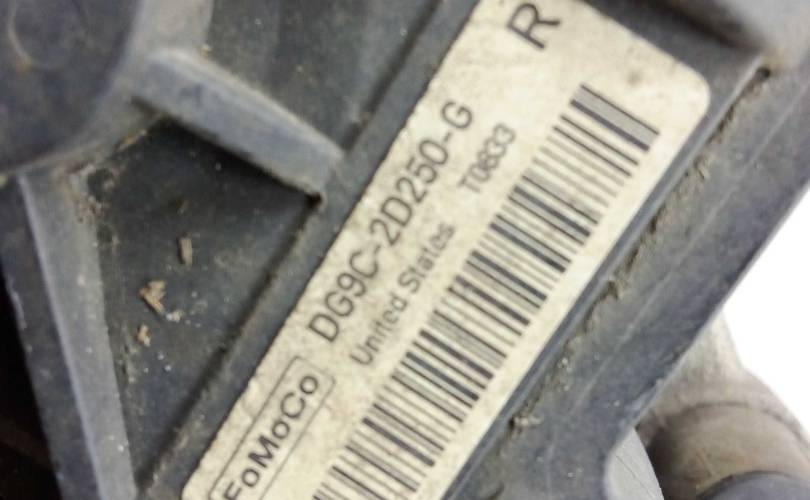 R
DG9C-2D250-G
FoMoCo
United States T0833